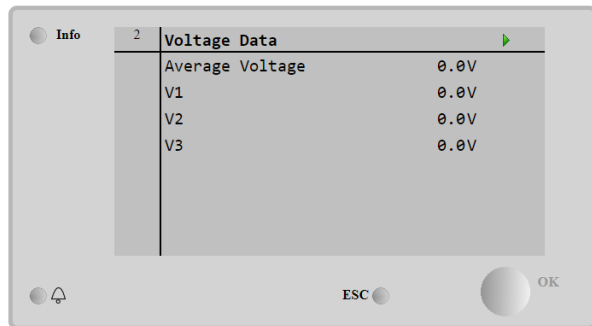 Info
2 Voltage Data
Average Voltage 0.0V
V1 0.0V
V2 0.0V
V3 0.0V
ESC
OK